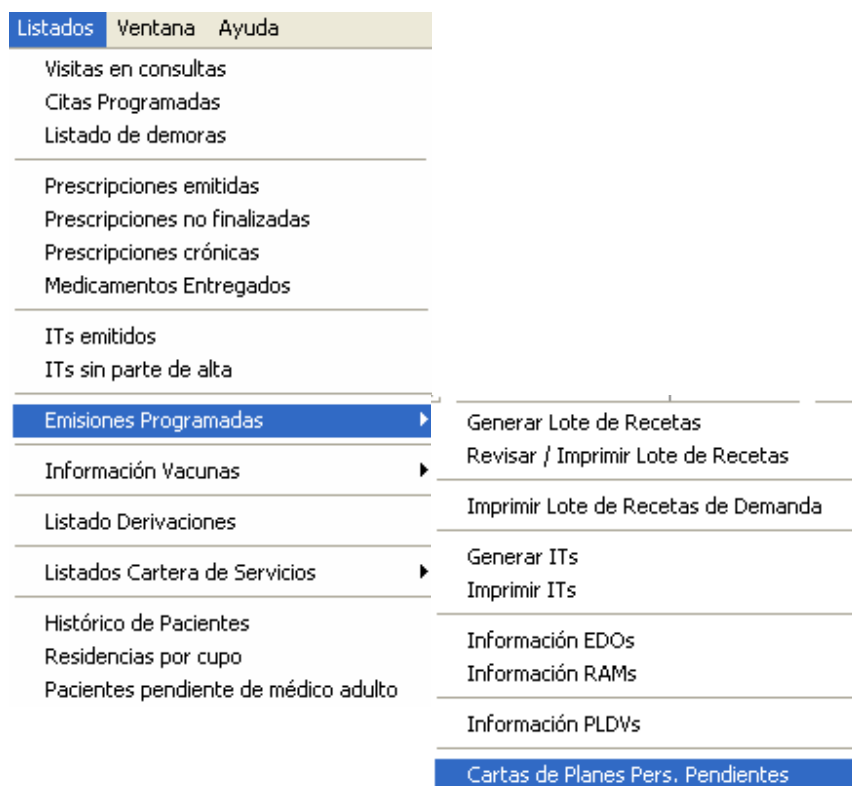 Listados Ventana Ayuda
Visitas en consultas
Citas Programadas
Listado de demoras
Prescripciones emitidas
Prescripciones no finalizadas
Prescripciones crónicas
Medicamentos Entregados
ITs emitidos
ITs sin parte de alta
Emisiones Programadas
Información Vacunas
Listado Derivaciones
Listados Cartera de Servicios
Histórico de Pacientes
Residencias por cupo
Pacientes pendiente de médico adulto
Generar Lote de Recetas
Revisar / Imprimir Lote de Recetas
Imprimir Lote de Recetas de Demanda
Generar ITs
Imprimir ITs
Información EDOs
Información RAMs
Información PLDVs
Cartas de Planes Pers. Pendientes